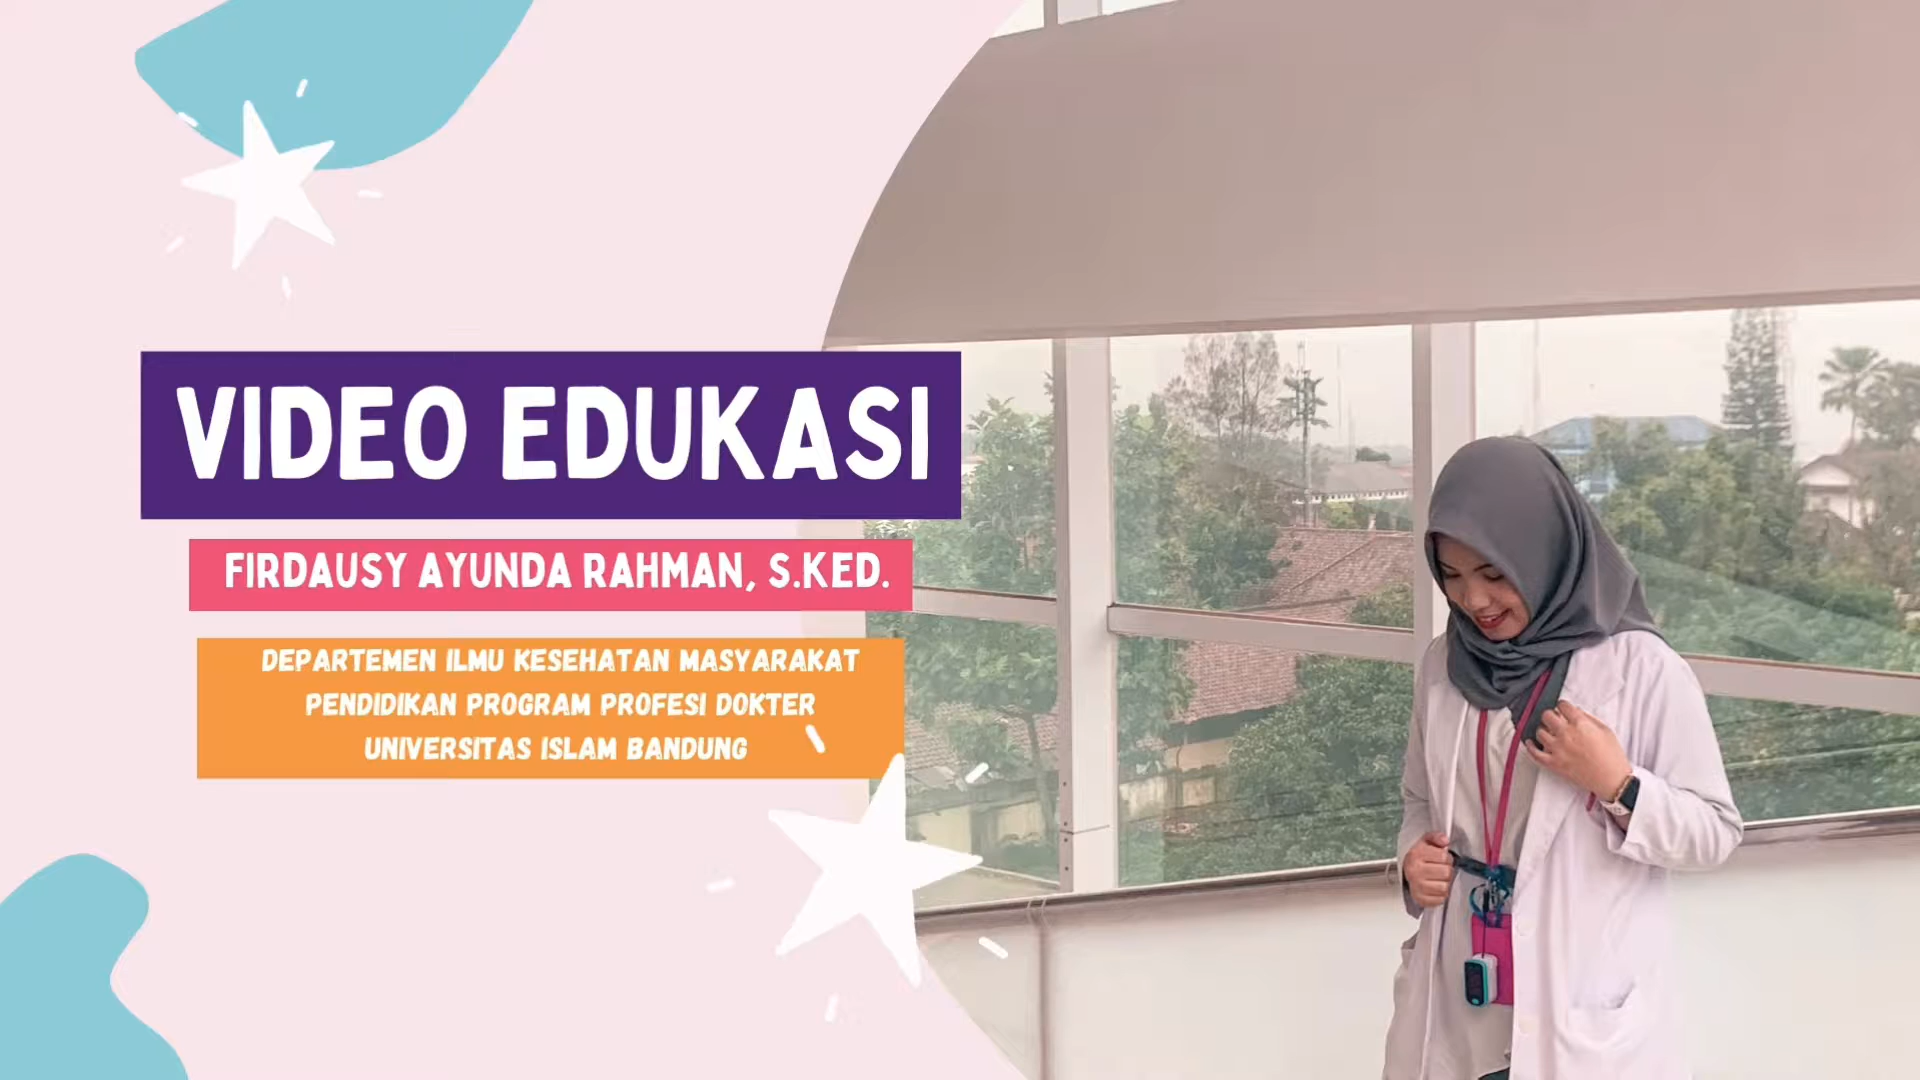 VIDEO EDUKASI
FIRDAUSY AYUNDA RAHMAN, S.KED.
DEPARTEMEN ILMU KESEHATAN MASYARAKAT
PENDIDIKAN PROGRAM PROFESI DOKTER
UNIVERSITAS ISLAM BANDUNG